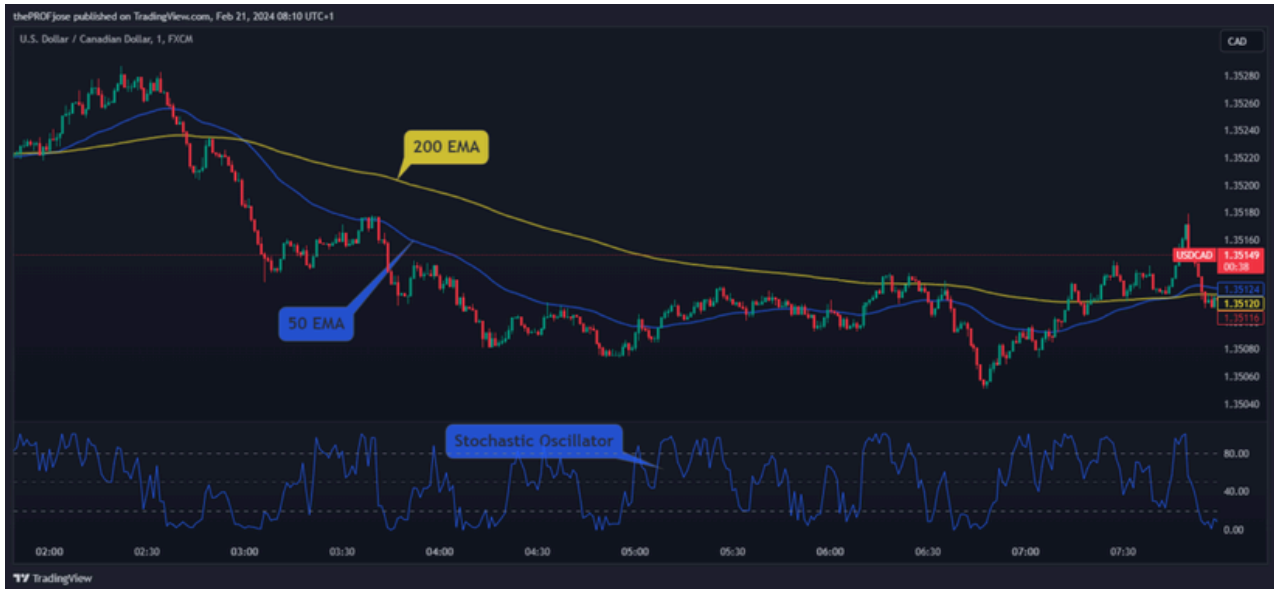 thePROFjose published on TradingView.com, Feb 21, 2024 08:10 UTC+1
U.S. Dollar / Canadian Dollar, 1, FXCM
CAD
1.35280
1.35260
1.35240
1.35220
1.35200
1.35180
1.35160
USDCAD 1.35149
00:38
1.35124
1.35120
1.35116
1.35080
1.35060
1.35040
200 EMA
50 EMA
Stochastic Oscillator
80.00
40.00
0.00
02:00 02:30 03:00 03:30 04:00 04:30 05:00 05:30 06:00 06:30 07:00 07:30
TradingView